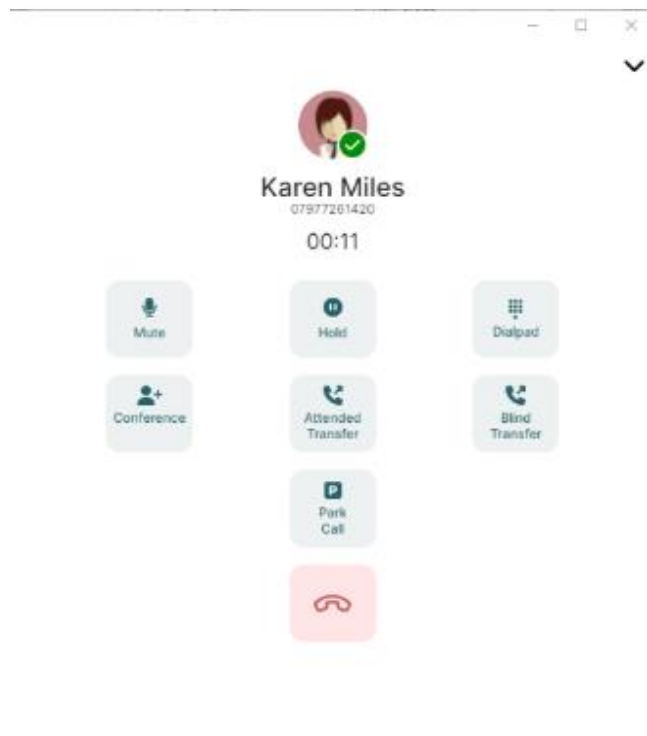 Karen Miles
07977261420
00:11
Mute
Hold
Dialpad
Conference
Attended
Transfer
Blind
Transfer
P
Park
Call